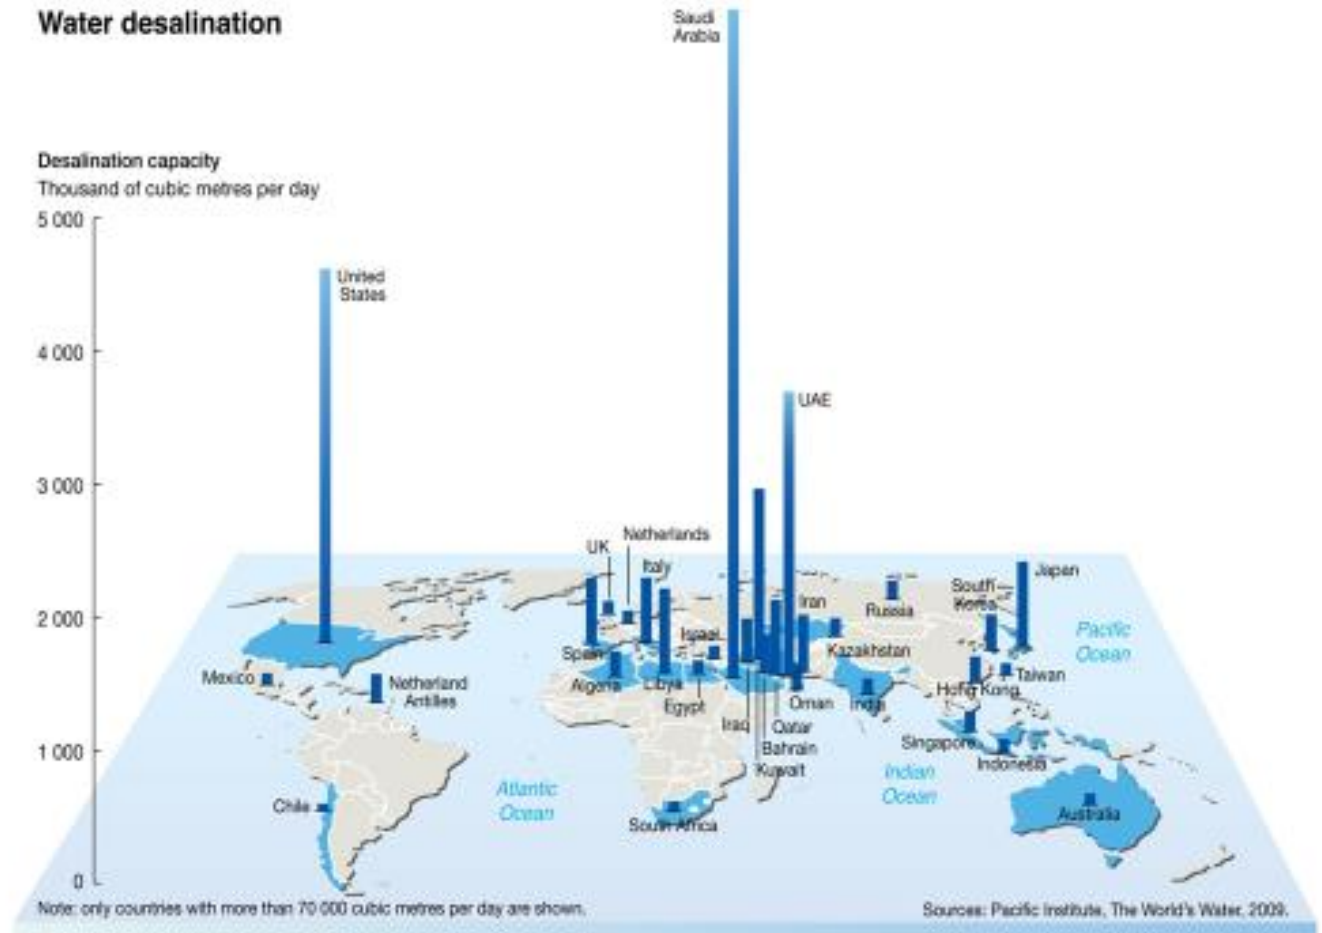 Water desalination
Saudi
Arabia
Desalination capacity
Thousand of cubic metres per day
5 000
4 000
3 000
2 000
1 000
0
United
States
UAE
Netherlands
UK
Italy
Iran
Russia
South
Korea
Japan
Pacific
Ocean
Israel
Spain
Kazakhstan
Mexico
Netherland
Antilles
Algeria
Libya
Egypt
Oman
India
Hong Kong
Taiwan
Iraq
Qatar
Bahrain
Kuwait
Singapore
Indonesia
Atlantic
Ocean
Indian
Ocean
Chile
South Africa
Australia
Note: only countries with more than 70 000 cubic metres per day are shown.
Sources: Pacific Institute, The World's Water, 2009.